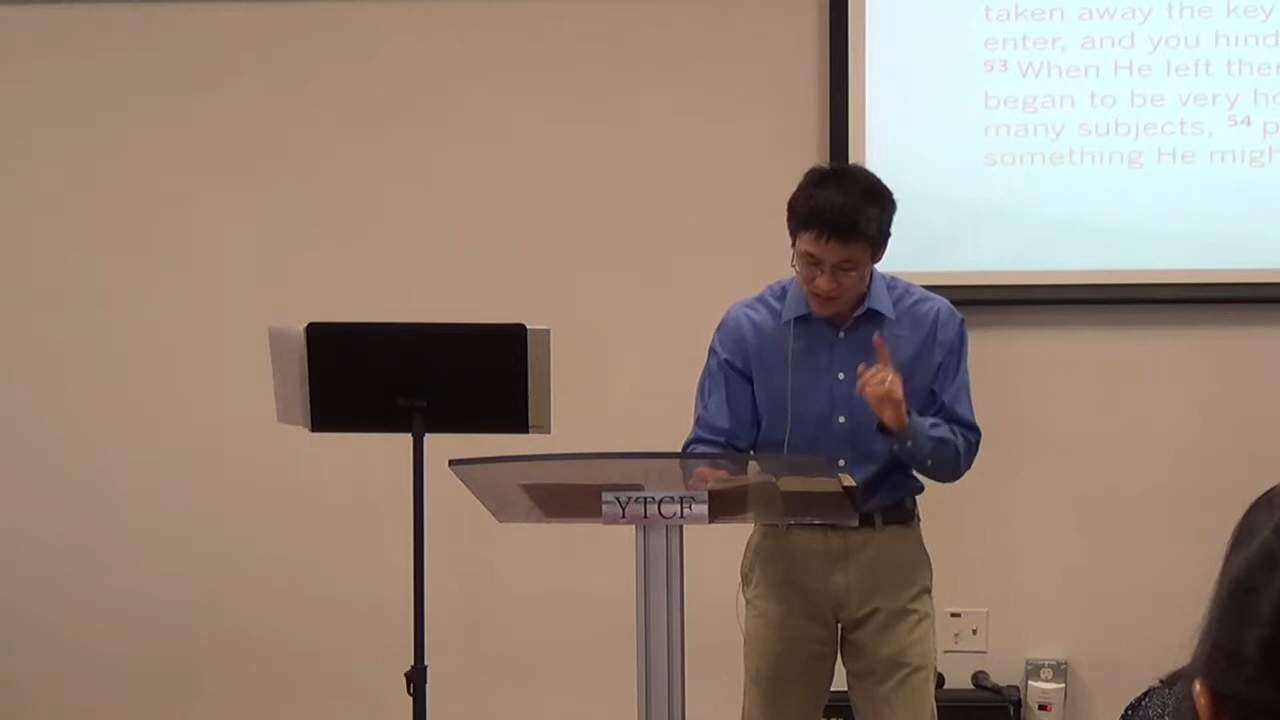 taken away the key
enter, and you hind
53 When He left ther
began to be very ho
many subjects, 54 p
something He migh
YTCF